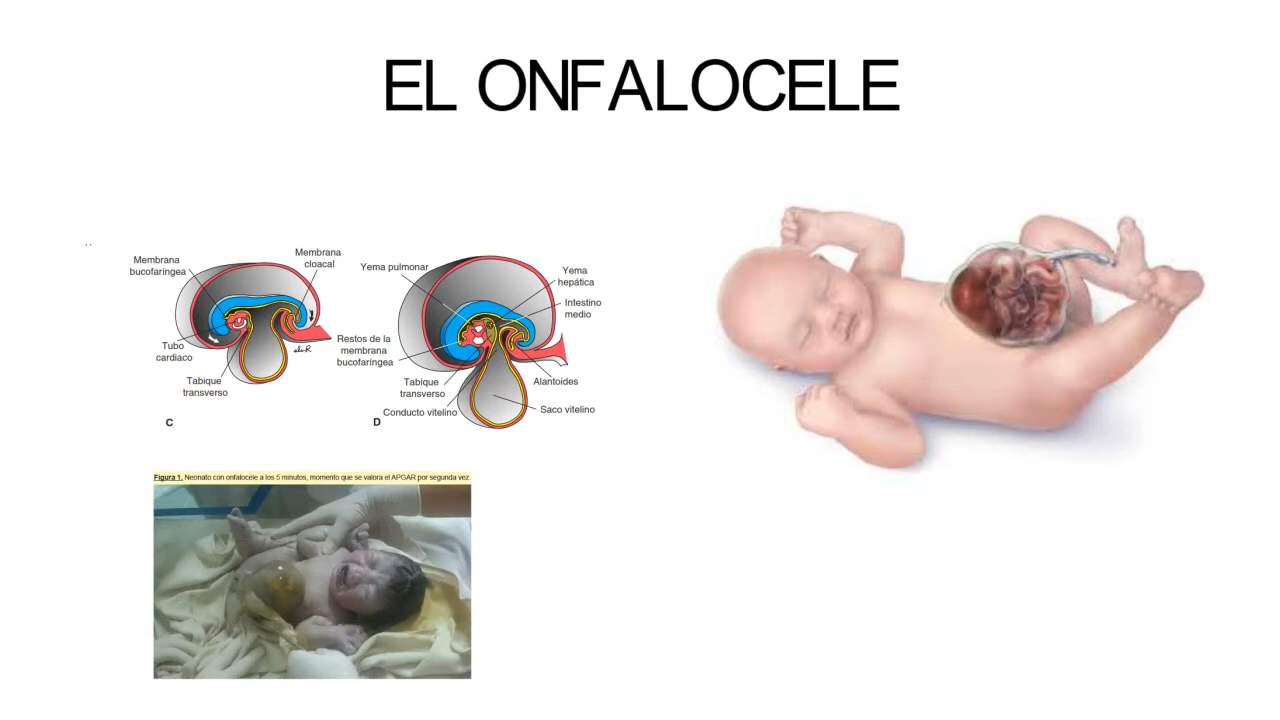 EL ONFALOCELE
Membrana
bucofaríngea
Membrana
cloacal
Tubo
cardiaco
Tabique
transverso
C
Yema pulmonar
Yema
hepática
Intestino
medio
Restos de la
membrana
bucofaríngea
Tabique
transverso
Alantoides
Conducto vitelino
Saco vitelino
D
Figura 1. Neonato con onfalocele a los 5 minutos, momento que se valora el APGAR por segunda vez.